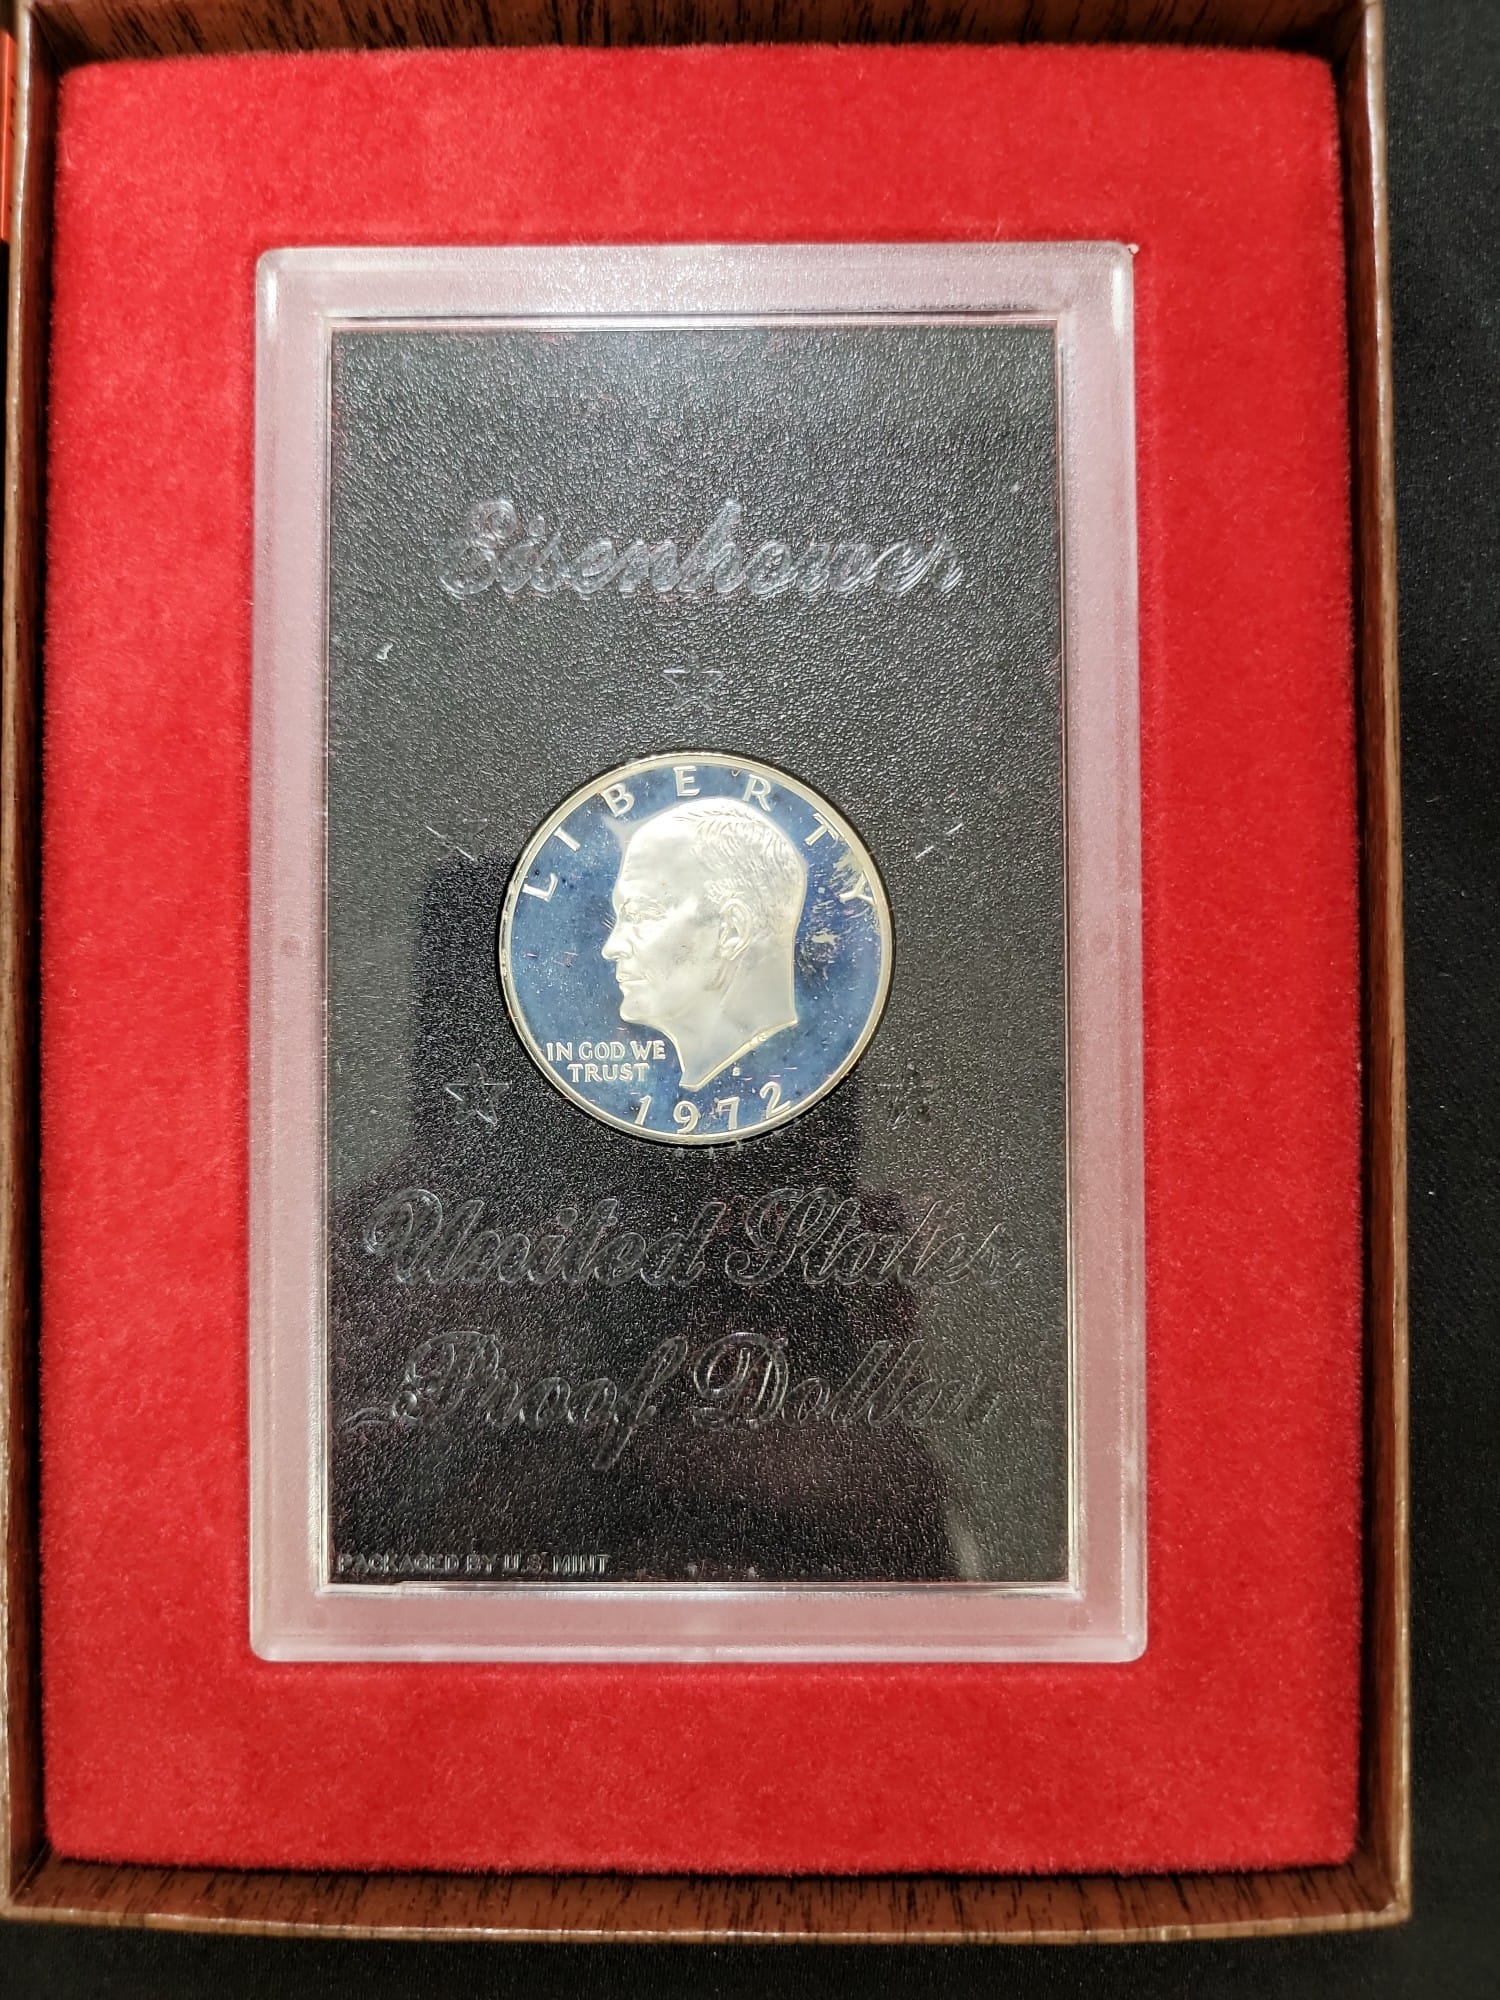 Eisenhower
LIBERTY
IN GOD WE
TRUST
1972
United States
Proof Dollar
PACKAGED BY U.S. MINT